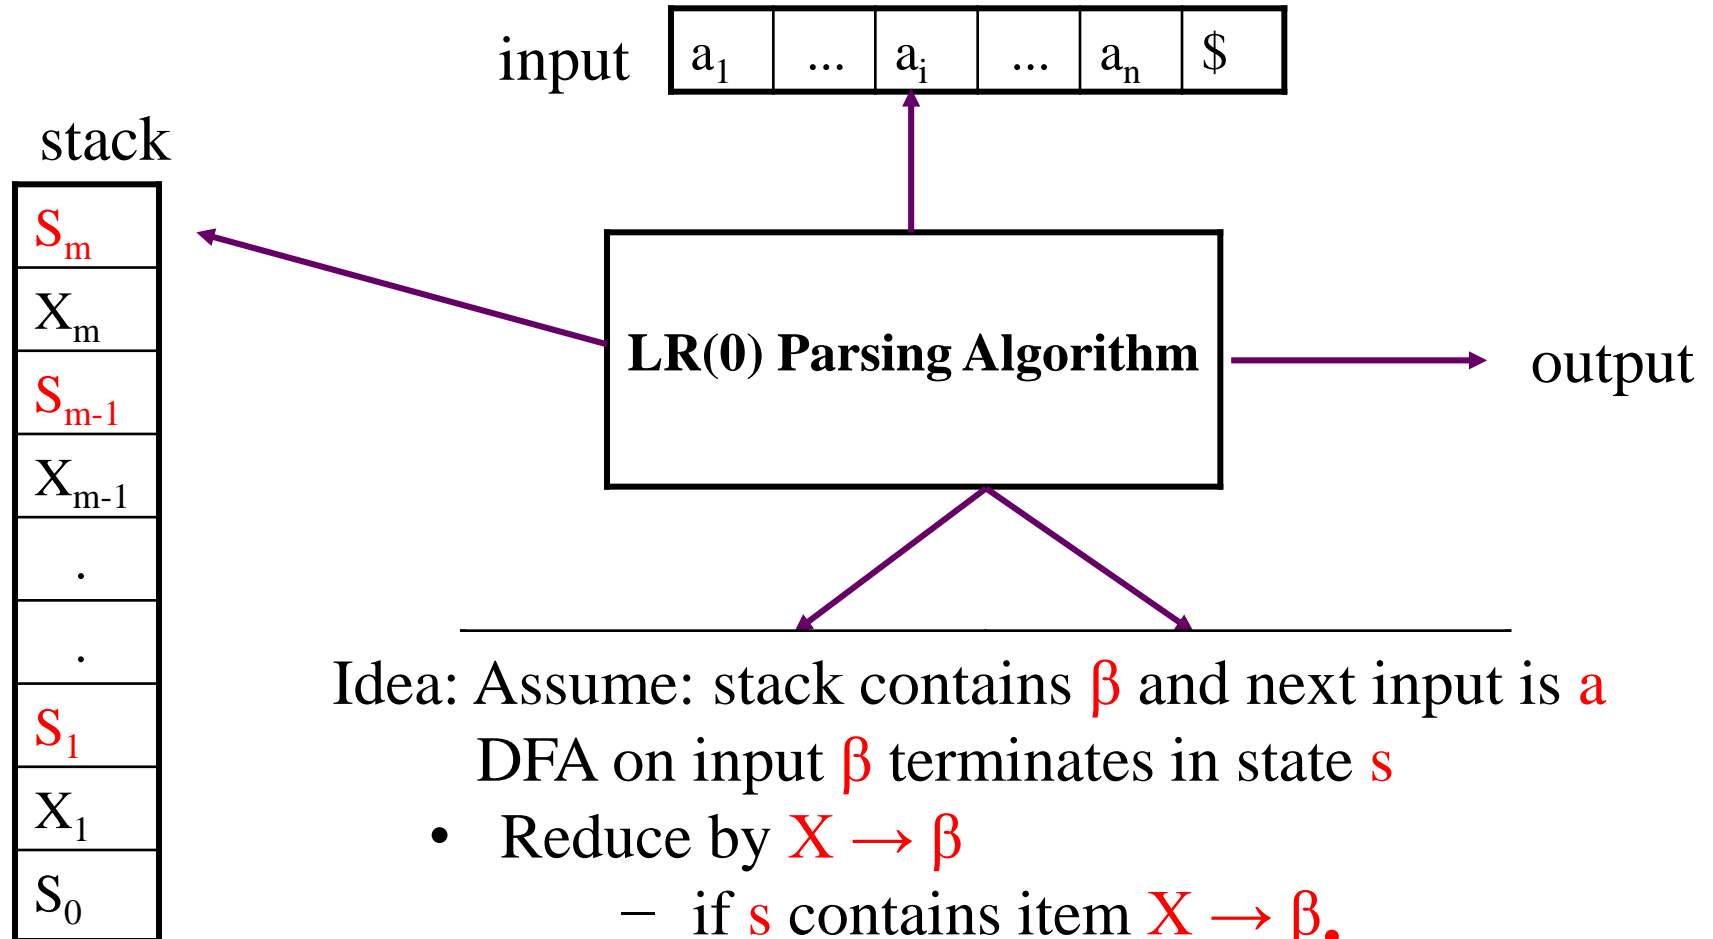 input
a₁ ... aᵢ ... aₙ $
stack
Sₘ
Xₘ
Sₘ₋₁
Xₘ₋₁
.
.
S₁
X₁
S₀
LR(0) Parsing Algorithm
output
Idea: Assume: stack contains β and next input is a
DFA on input β terminates in state s
• Reduce by X → β
– if s contains item X → β.